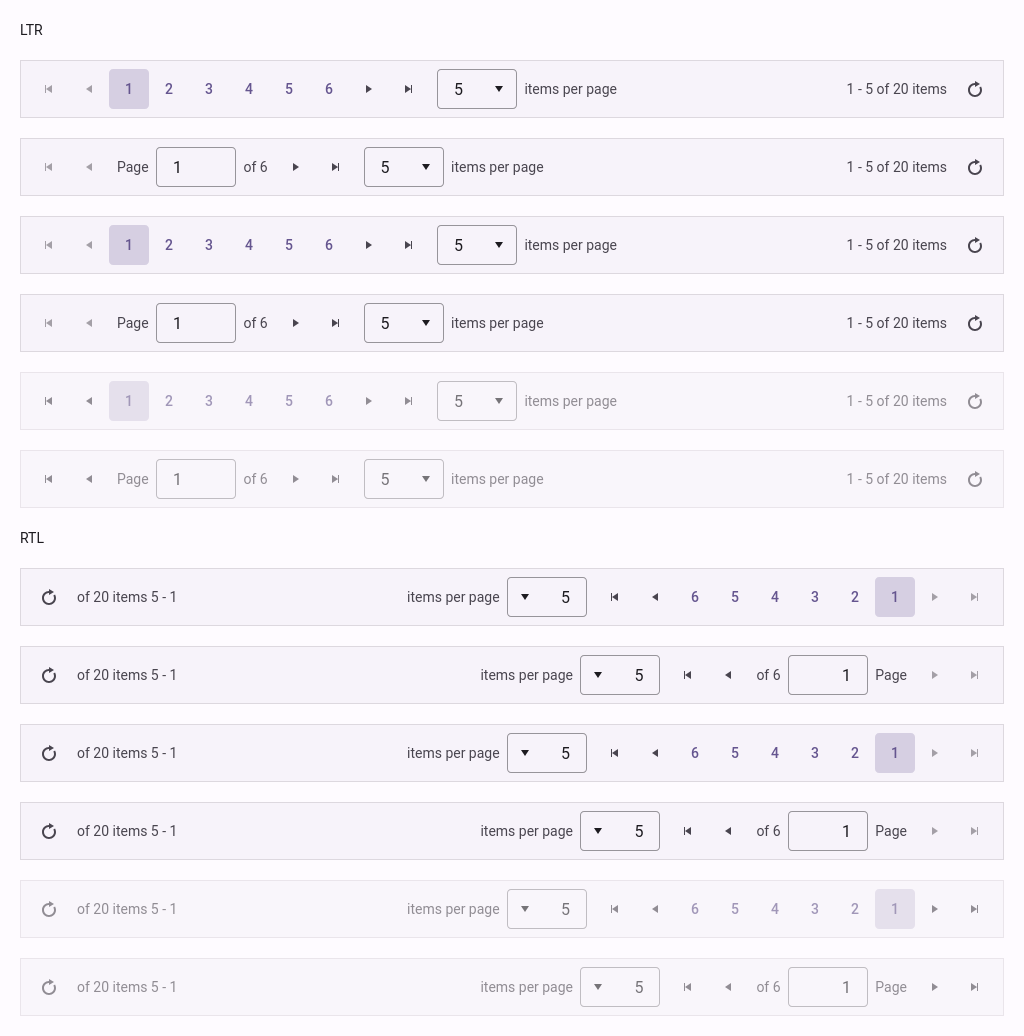 LTR
1 2 3 4 5 6 5 items per page 1 - 5 of 20 items
Page 1 of 6 5 items per page 1 - 5 of 20 items
1 2 3 4 5 6 5 items per page 1 - 5 of 20 items
Page 1 of 6 5 items per page 1 - 5 of 20 items
1 2 3 4 5 6 5 items per page 1 - 5 of 20 items
Page 1 of 6 5 items per page 1 - 5 of 20 items
RTL
of 20 items 5 - 1 items per page 5 6 5 4 3 2 1
of 20 items 5 - 1 items per page 5 of 6 1 Page
of 20 items 5 - 1 items per page 5 6 5 4 3 2 1
of 20 items 5 - 1 items per page 5 of 6 1 Page
of 20 items 5 - 1 items per page 5 6 5 4 3 2 1
of 20 items 5 - 1 items per page 5 of 6 1 Page